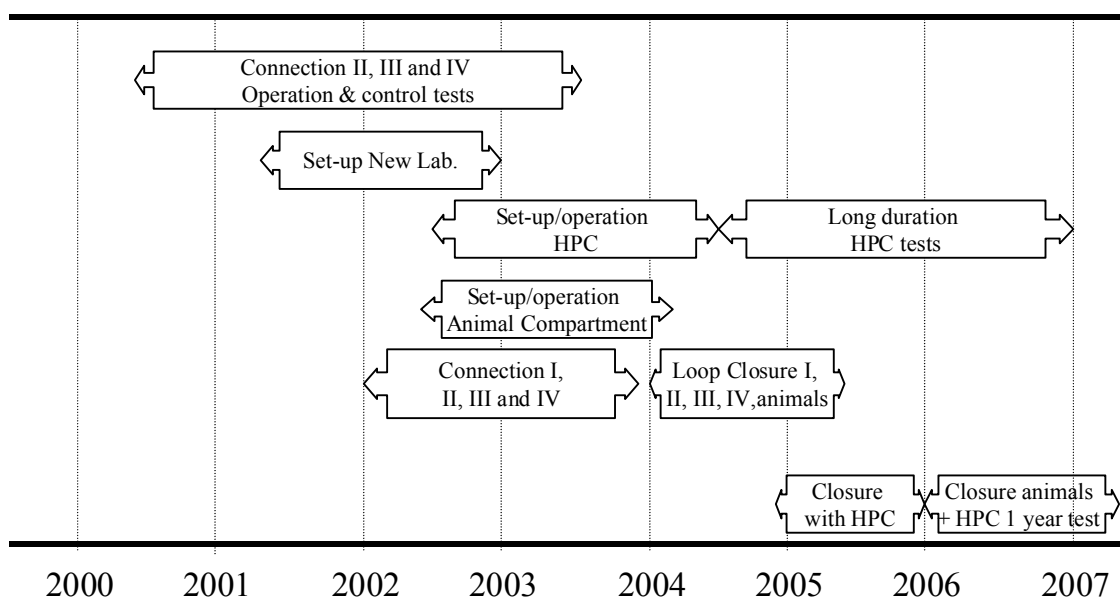 Connection II, III and IV
Operation & control tests
Set-up New Lab.
Set-up/operation
HPC
Long duration
HPC tests
Set-up/operation
Animal Compartment
Connection I,
II, III and IV
Loop Closure I,
II, III, IV,animals
Closure
with HPC
Closure animals
+ HPC 1 year test
2000 2001 2002 2003 2004 2005 2006 2007